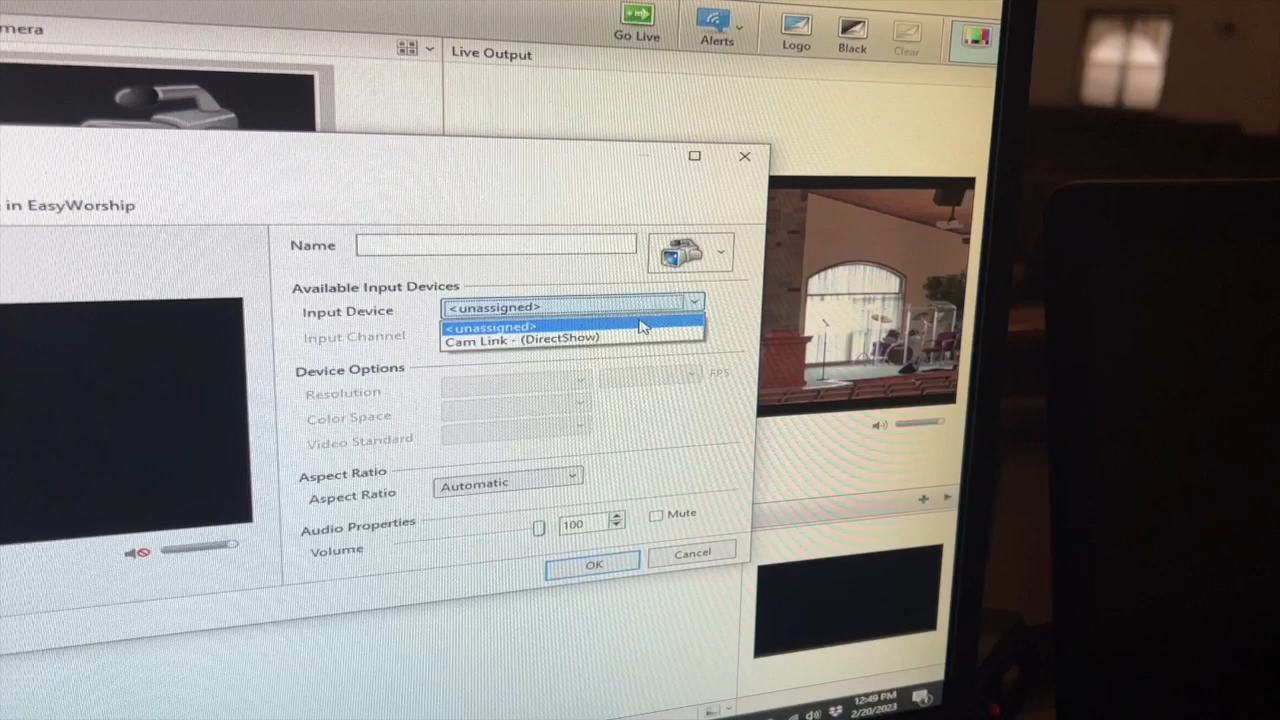 mera
Go Live
Alerts
Logo
Black
Clear
Live Output
in EasyWorship
Name
Available Input Devices
Input Device
<unassigned>
<unassigned>
Cam Link - (DirectShow)
Input Channel
Device Options
Resolution
FPS
Color Space
Video Standard
Aspect Ratio
Aspect Ratio
Automatic
Audio Properties
Volume
100
Mute
OK
Cancel
12:49 PM
2/20/2023